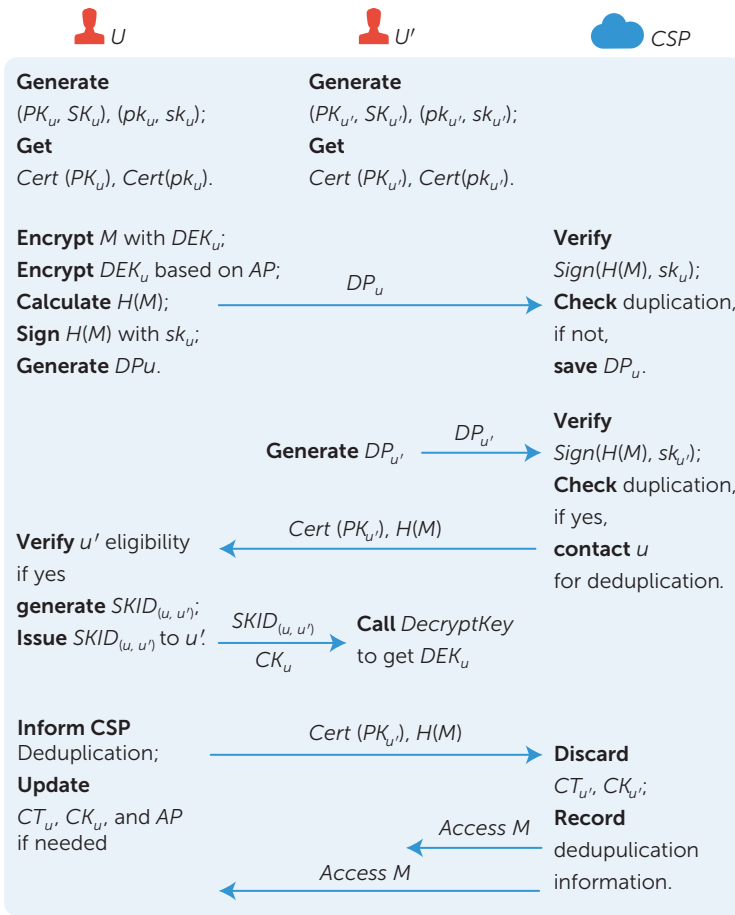 U
U′
CSP
Generate
(PKᵤ, SKᵤ), (pkᵤ, skᵤ);
Get
Cert (PKᵤ), Cert(pkᵤ).
Generate
(PKᵤ′, SKᵤ′), (pkᵤ′, skᵤ′);
Get
Cert (PKᵤ′), Cert(pkᵤ′).
Encrypt M with DEKᵤ;
Encrypt DEKᵤ based on AP;
Calculate H(M);
Sign H(M) with skᵤ;
Generate DPu.
DPᵤ
Verify
Sign(H(M), skᵤ);
Check duplication,
if not,
save DPᵤ.
Generate DPᵤ′
DPᵤ′
Verify
Sign(H(M), skᵤ′);
Check duplication,
if yes,
contact u
for deduplication.
Cert (PKᵤ′), H(M)
Verify u′ eligibility
if yes
generate SKID₍ᵤ, ᵤ′₎;
Issue SKID₍ᵤ, ᵤ′₎ to u′.
SKID₍ᵤ, ᵤ′₎
CKᵤ
Call DecryptKey
to get DEKᵤ
Inform CSP
Deduplication;
Update
CTᵤ, CKᵤ, and AP
if needed
Cert (PKᵤ′), H(M)
Discard
CTᵤ′, CKᵤ′;
Record
dedupulication
information.
Access M
Access M